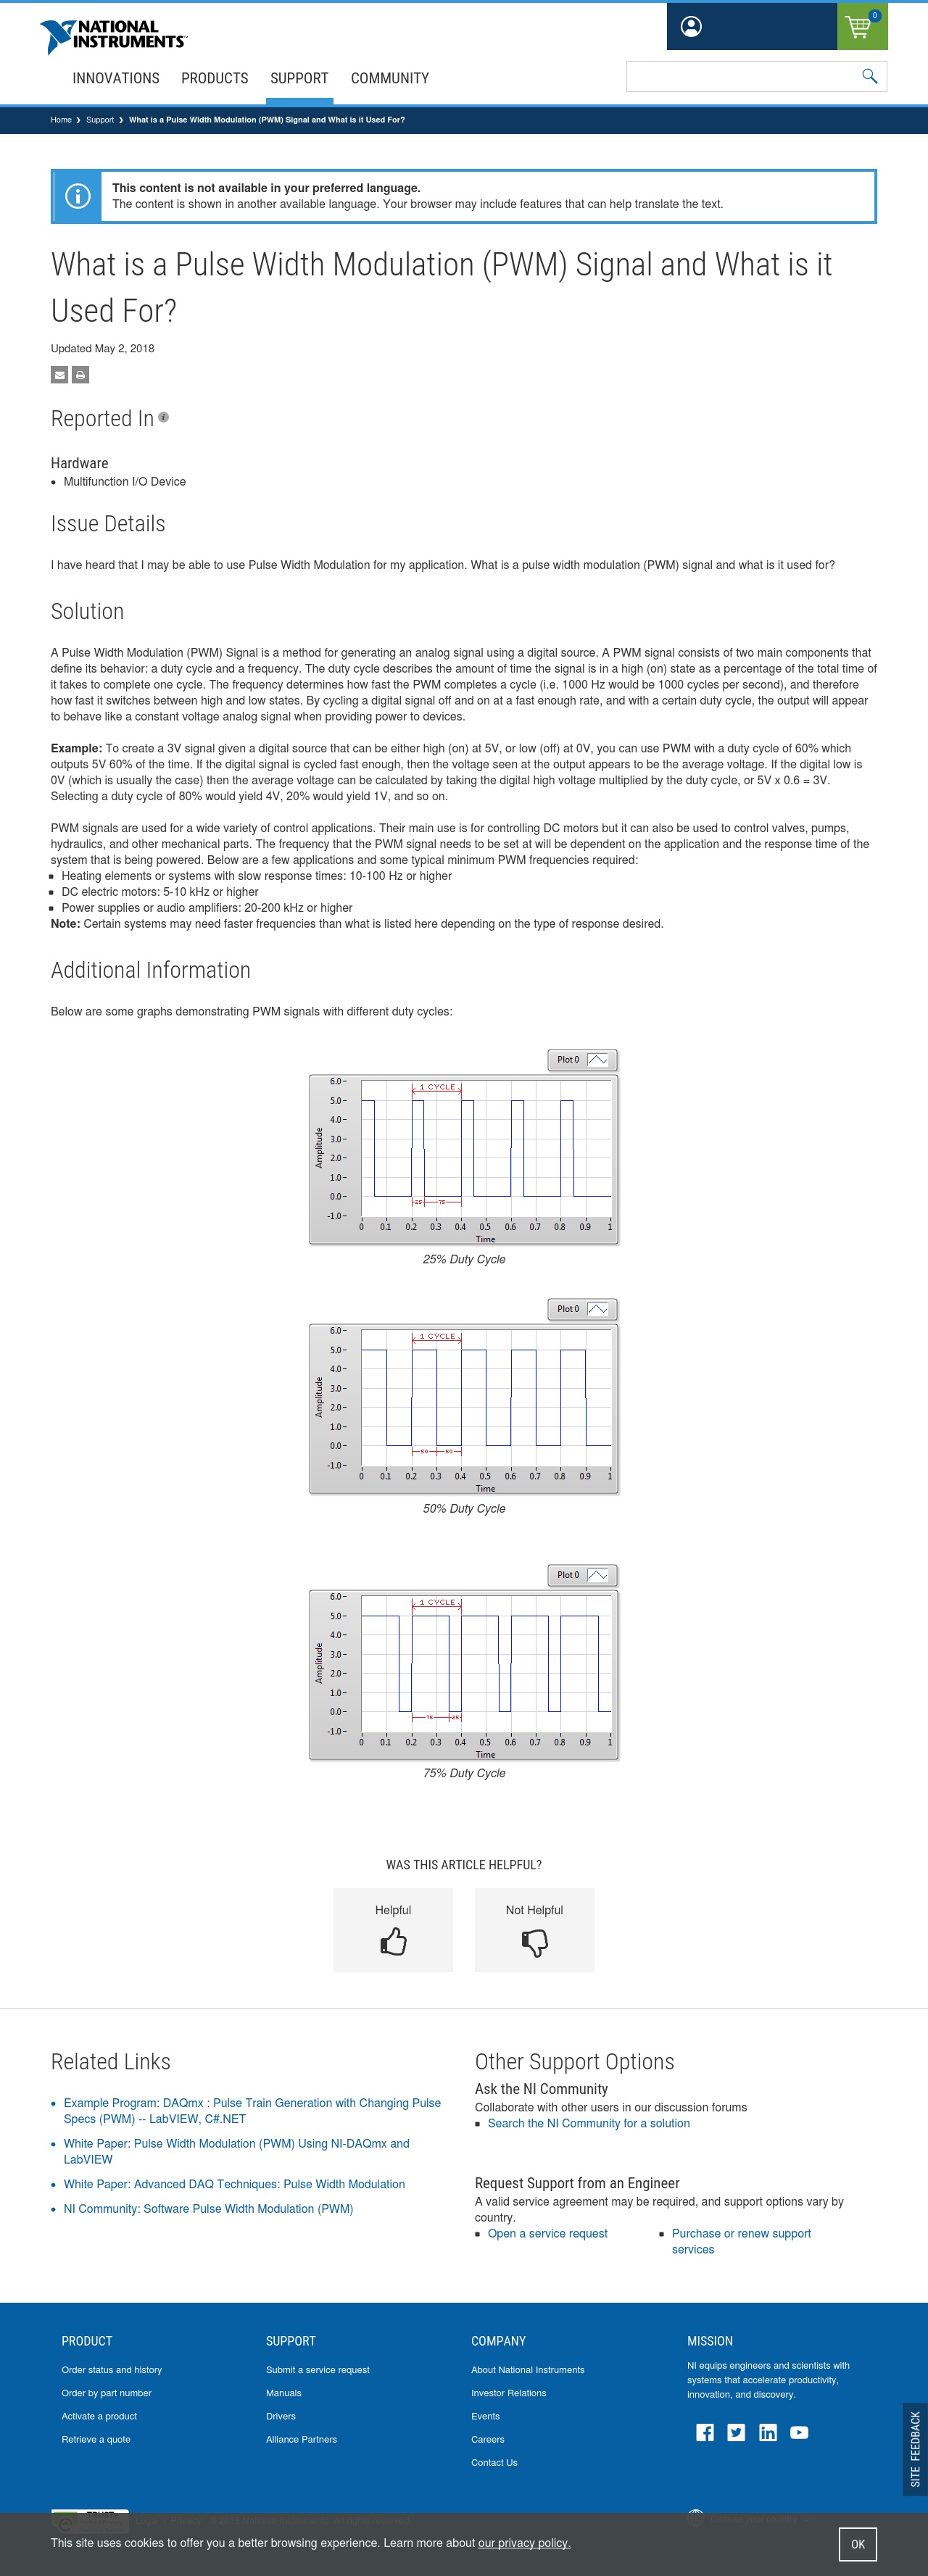 NATIONAL
INSTRUMENTS™
0
INNOVATIONS PRODUCTS SUPPORT COMMUNITY
Home ❯ Support ❯ What is a Pulse Width Modulation (PWM) Signal and What is it Used For?
This content is not available in your preferred language.
The content is shown in another available language. Your browser may include features that can help translate the text.
What is a Pulse Width Modulation (PWM) Signal and What is it
Used For?
Updated May 2, 2018
Reported In
Hardware
• Multifunction I/O Device
Issue Details
I have heard that I may be able to use Pulse Width Modulation for my application. What is a pulse width modulation (PWM) signal and what is it used for?
Solution
A Pulse Width Modulation (PWM) Signal is a method for generating an analog signal using a digital source. A PWM signal consists of two main components that
define its behavior: a duty cycle and a frequency. The duty cycle describes the amount of time the signal is in a high (on) state as a percentage of the total time of
it takes to complete one cycle. The frequency determines how fast the PWM completes a cycle (i.e. 1000 Hz would be 1000 cycles per second), and therefore
how fast it switches between high and low states. By cycling a digital signal off and on at a fast enough rate, and with a certain duty cycle, the output will appear
to behave like a constant voltage analog signal when providing power to devices.
Example: To create a 3V signal given a digital source that can be either high (on) at 5V, or low (off) at 0V, you can use PWM with a duty cycle of 60% which
outputs 5V 60% of the time. If the digital signal is cycled fast enough, then the voltage seen at the output appears to be the average voltage. If the digital low is
0V (which is usually the case) then the average voltage can be calculated by taking the digital high voltage multiplied by the duty cycle, or 5V x 0.6 = 3V.
Selecting a duty cycle of 80% would yield 4V, 20% would yield 1V, and so on.
PWM signals are used for a wide variety of control applications. Their main use is for controlling DC motors but it can also be used to control valves, pumps,
hydraulics, and other mechanical parts. The frequency that the PWM signal needs to be set at will be dependent on the application and the response time of the
system that is being powered. Below are a few applications and some typical minimum PWM frequencies required:
▪ Heating elements or systems with slow response times: 10-100 Hz or higher
▪ DC electric motors: 5-10 kHz or higher
▪ Power supplies or audio amplifiers: 20-200 kHz or higher
Note: Certain systems may need faster frequencies than what is listed here depending on the type of response desired.
Additional Information
Below are some graphs demonstrating PWM signals with different duty cycles:
Plot 0
6.0
5.0
4.0
3.0
2.0
1.0
0.0
-1.0
Amplitude
1 CYCLE
25 75
0 0.1 0.2 0.3 0.4 0.5 0.6 0.7 0.8 0.9 1
Time
25% Duty Cycle
Plot 0
6.0
5.0
4.0
3.0
2.0
1.0
0.0
-1.0
Amplitude
1 CYCLE
50 50
0 0.1 0.2 0.3 0.4 0.5 0.6 0.7 0.8 0.9 1
Time
50% Duty Cycle
Plot 0
6.0
5.0
4.0
3.0
2.0
1.0
0.0
-1.0
Amplitude
1 CYCLE
75 25
0 0.1 0.2 0.3 0.4 0.5 0.6 0.7 0.8 0.9 1
Time
75% Duty Cycle
WAS THIS ARTICLE HELPFUL?
Helpful
Not Helpful
Related Links
• Example Program: DAQmx : Pulse Train Generation with Changing Pulse
Specs (PWM) -- LabVIEW, C#.NET
• White Paper: Pulse Width Modulation (PWM) Using NI-DAQmx and
LabVIEW
• White Paper: Advanced DAQ Techniques: Pulse Width Modulation
• NI Community: Software Pulse Width Modulation (PWM)
Other Support Options
Ask the NI Community
Collaborate with other users in our discussion forums
▪ Search the NI Community for a solution
Request Support from an Engineer
A valid service agreement may be required, and support options vary by
country.
▪ Open a service request
▪ Purchase or renew support
services
PRODUCT
Order status and history
Order by part number
Activate a product
Retrieve a quote
SUPPORT
Submit a service request
Manuals
Drivers
Alliance Partners
COMPANY
About National Instruments
Investor Relations
Events
Careers
Contact Us
MISSION
NI equips engineers and scientists with
systems that accelerate productivity,
innovation, and discovery.
SITE FEEDBACK
This site uses cookies to offer you a better browsing experience. Learn more about our privacy policy.
OK